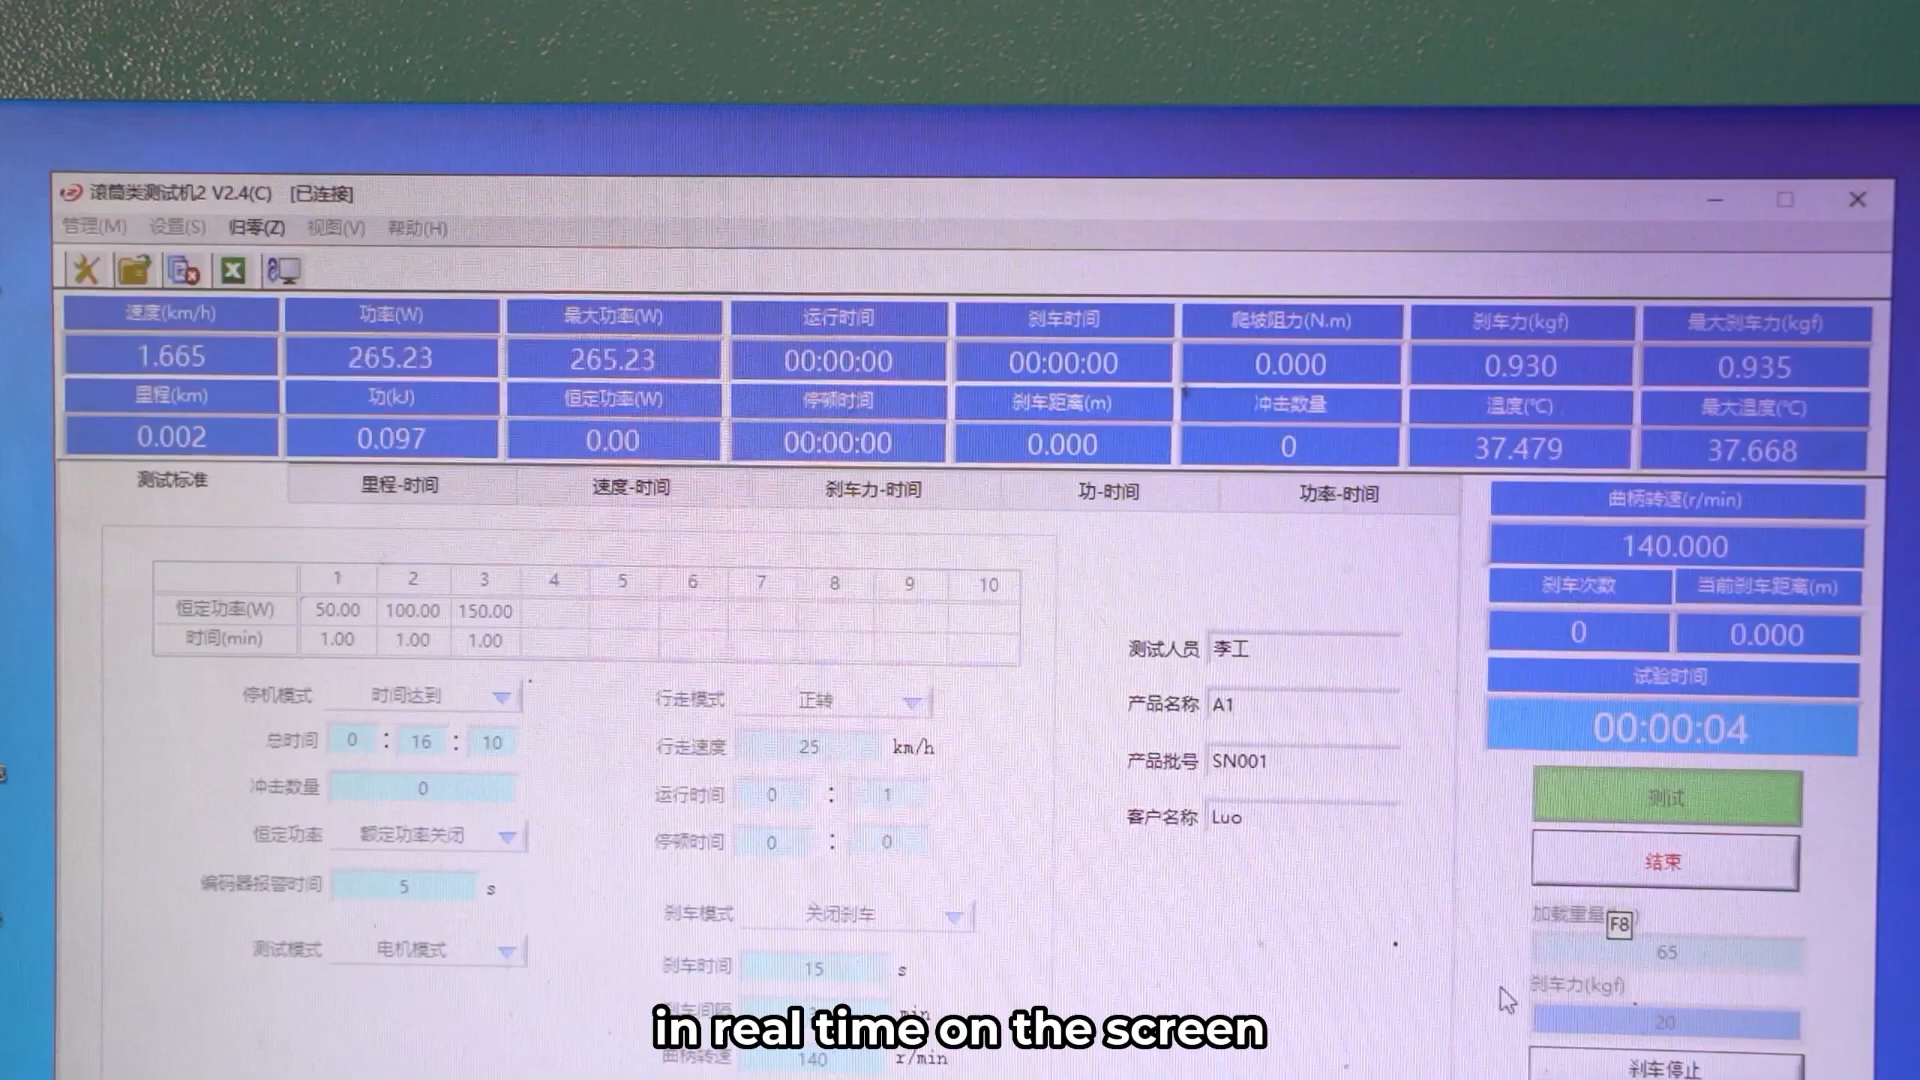 滚筒类测试机2 V2.4(C) [已连接]
管理(M) 设置(S) 归零(Z) 视图(V) 帮助(H)
速度(km/h) 功率(W) 最大功率(W) 运行时间 刹车时间 爬坡阻力(N.m) 刹车力(kgf) 最大刹车力(kgf)
1.665 265.23 265.23 00:00:00 00:00:00 0.000 0.930 0.935
里程(km) 功(kJ) 恒定功率(W) 停顿时间 刹车距离(m) 冲击数量 温度(℃) 最大温度(℃)
0.002 0.097 0.00 00:00:00 0.000 0 37.479 37.668
测试标准 里程-时间 速度-时间 刹车力-时间 功-时间 功率-时间
曲柄转速(r/min)
140.000
刹车次数 当前刹车距离(m)
0 0.000
试验时间
00:00:04
1 2 3 4 5 6 7 8 9 10
恒定功率(W) 50.00 100.00 150.00
时间(min) 1.00 1.00 1.00
停机模式 时间达到
总时间 0 : 16 : 10
冲击数量 0
恒定功率 额定功率关闭
编码器报警时间 5 s
测试模式 电机模式
行走模式 正转
行走速度 25 km/h
运行时间 0 : 1
停顿时间 0 : 0
刹车模式 关闭刹车
刹车时间 15 s
刹车间隔 min
曲柄转速 140 r/min
测试人员 李工
产品名称 A1
产品批号 SN001
客户名称 Luo
测试
结束
加载重量
F8
65
刹车力(kgf)
20
刹车停止
in real time on the screen